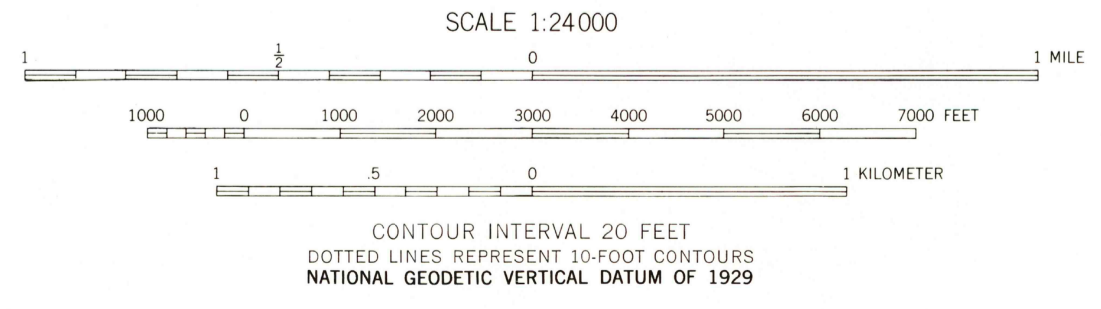 SCALE 1:24000
1 1/2 0 1 MILE
1000 0 1000 2000 3000 4000 5000 6000 7000 FEET
1 .5 0 1 KILOMETER
CONTOUR INTERVAL 20 FEET
DOTTED LINES REPRESENT 10-FOOT CONTOURS
NATIONAL GEODETIC VERTICAL DATUM OF 1929